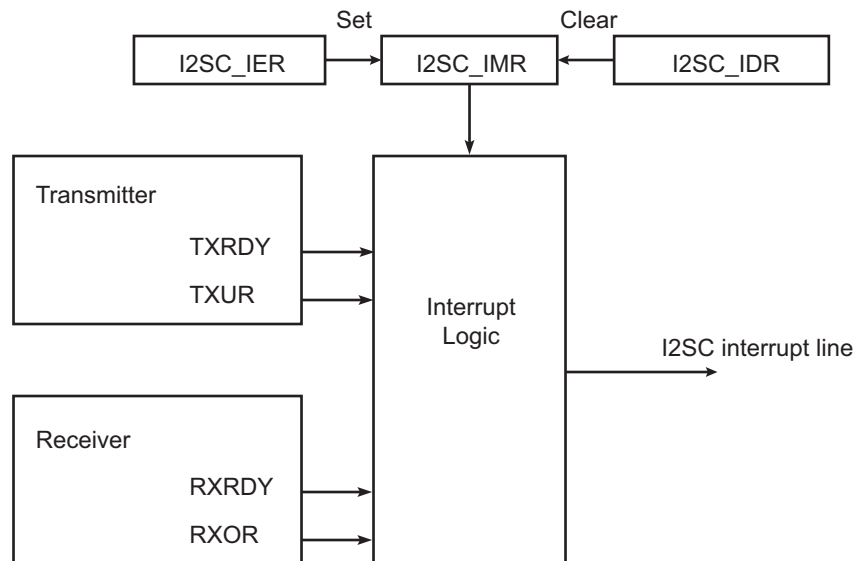 Set
Clear
I2SC_IER
I2SC_IMR
I2SC_IDR
Transmitter
TXRDY
TXUR
Interrupt
Logic
I2SC interrupt line
Receiver
RXRDY
RXOR